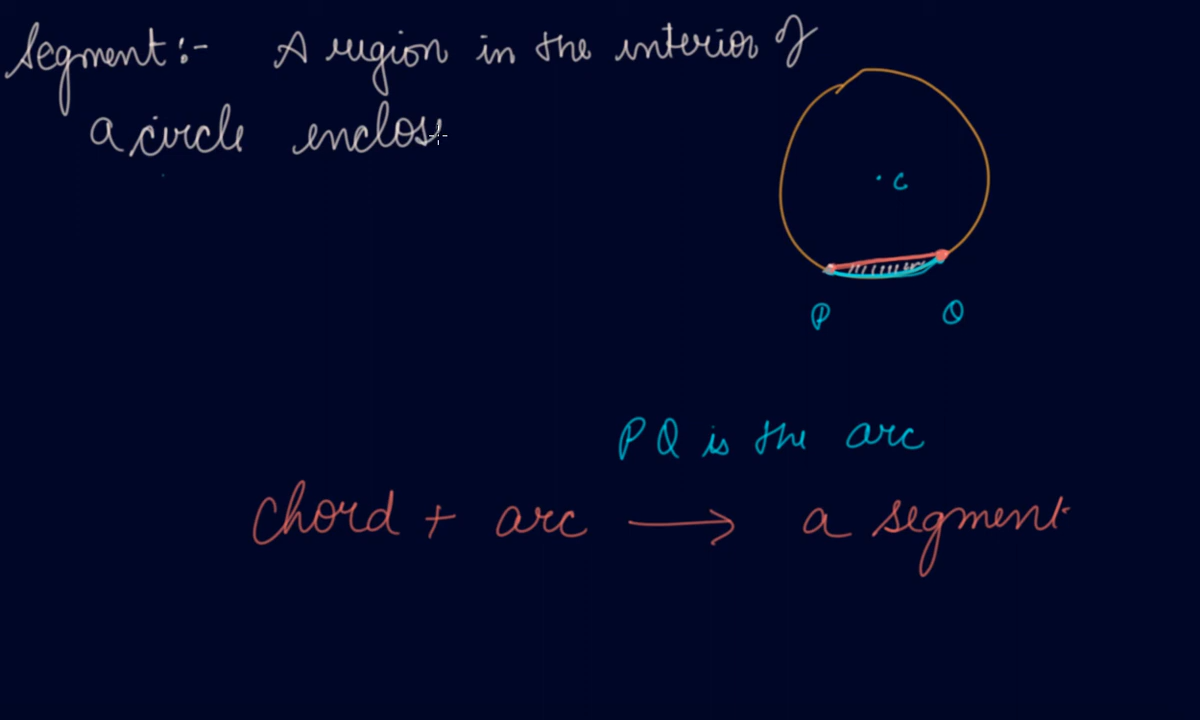 Segment:- A region in the interior of
a circle enclos
. c
P Q
PQ is the arc
chord + arc → a segment